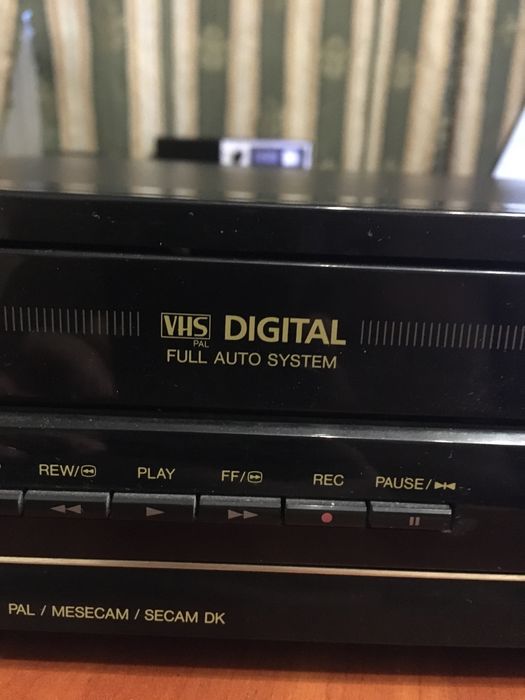 VHS DIGITAL
PAL
FULL AUTO SYSTEM
REW/ PLAY FF/ REC PAUSE/
PAL / MESECAM / SECAM DK